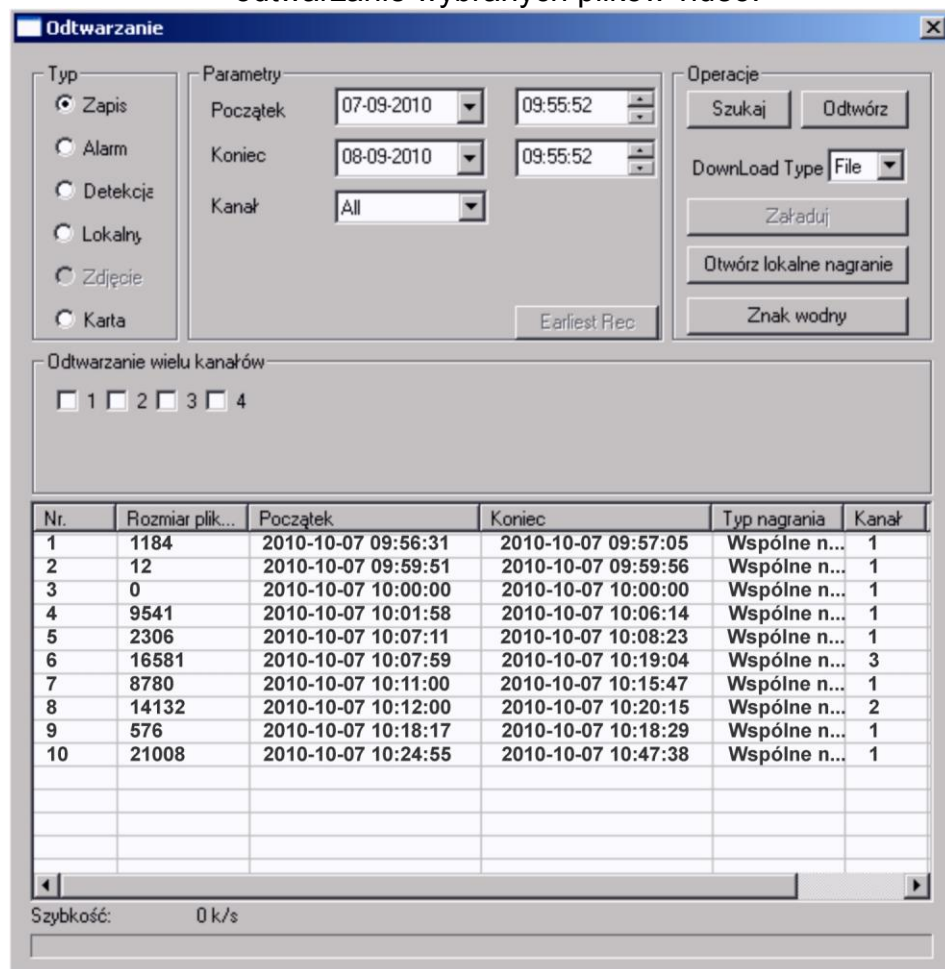 Odtwarzanie
Typ
Zapis
Alarm
Detekcja
Lokalny
Zdjęcie
Karta
Parametry
Początek 07-09-2010 09:55:52
Koniec 08-09-2010 09:55:52
Kanał All
Earliest Rec
Operacje
Szukaj Odtwórz
DownLoad Type File
Załaduj
Otwórz lokalne nagranie
Znak wodny
Odtwarzanie wielu kanałów
1 2 3 4
Nr. Rozmiar plik... Początek Koniec Typ nagrania Kanał
1 1184 2010-10-07 09:56:31 2010-10-07 09:57:05 Wspólne n... 1
2 12 2010-10-07 09:59:51 2010-10-07 09:59:56 Wspólne n... 1
3 0 2010-10-07 10:00:00 2010-10-07 10:00:00 Wspólne n... 1
4 9541 2010-10-07 10:01:58 2010-10-07 10:06:14 Wspólne n... 1
5 2306 2010-10-07 10:07:11 2010-10-07 10:08:23 Wspólne n... 1
6 16581 2010-10-07 10:07:59 2010-10-07 10:19:04 Wspólne n... 3
7 8780 2010-10-07 10:11:00 2010-10-07 10:15:47 Wspólne n... 1
8 14132 2010-10-07 10:12:00 2010-10-07 10:20:15 Wspólne n... 2
9 576 2010-10-07 10:18:17 2010-10-07 10:18:29 Wspólne n... 1
10 21008 2010-10-07 10:24:55 2010-10-07 10:47:38 Wspólne n... 1
Szybkość: 0 k/s